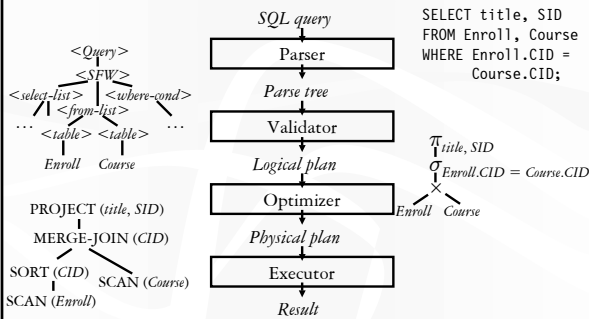 SQL query
Parser
Parse tree
Validator
Logical plan
Optimizer
Physical plan
Executor
Result
SELECT title, SID
FROM Enroll, Course
WHERE Enroll.CID =
Course.CID;
<Query>
<SFW>
<select-list> <where-cond>
<from-list>
… …
<table> <table>
Enroll Course
π title, SID
σ Enroll.CID = Course.CID
×
Enroll Course
PROJECT (title, SID)
MERGE-JOIN (CID)
SORT (CID)
SCAN (Course)
SCAN (Enroll)